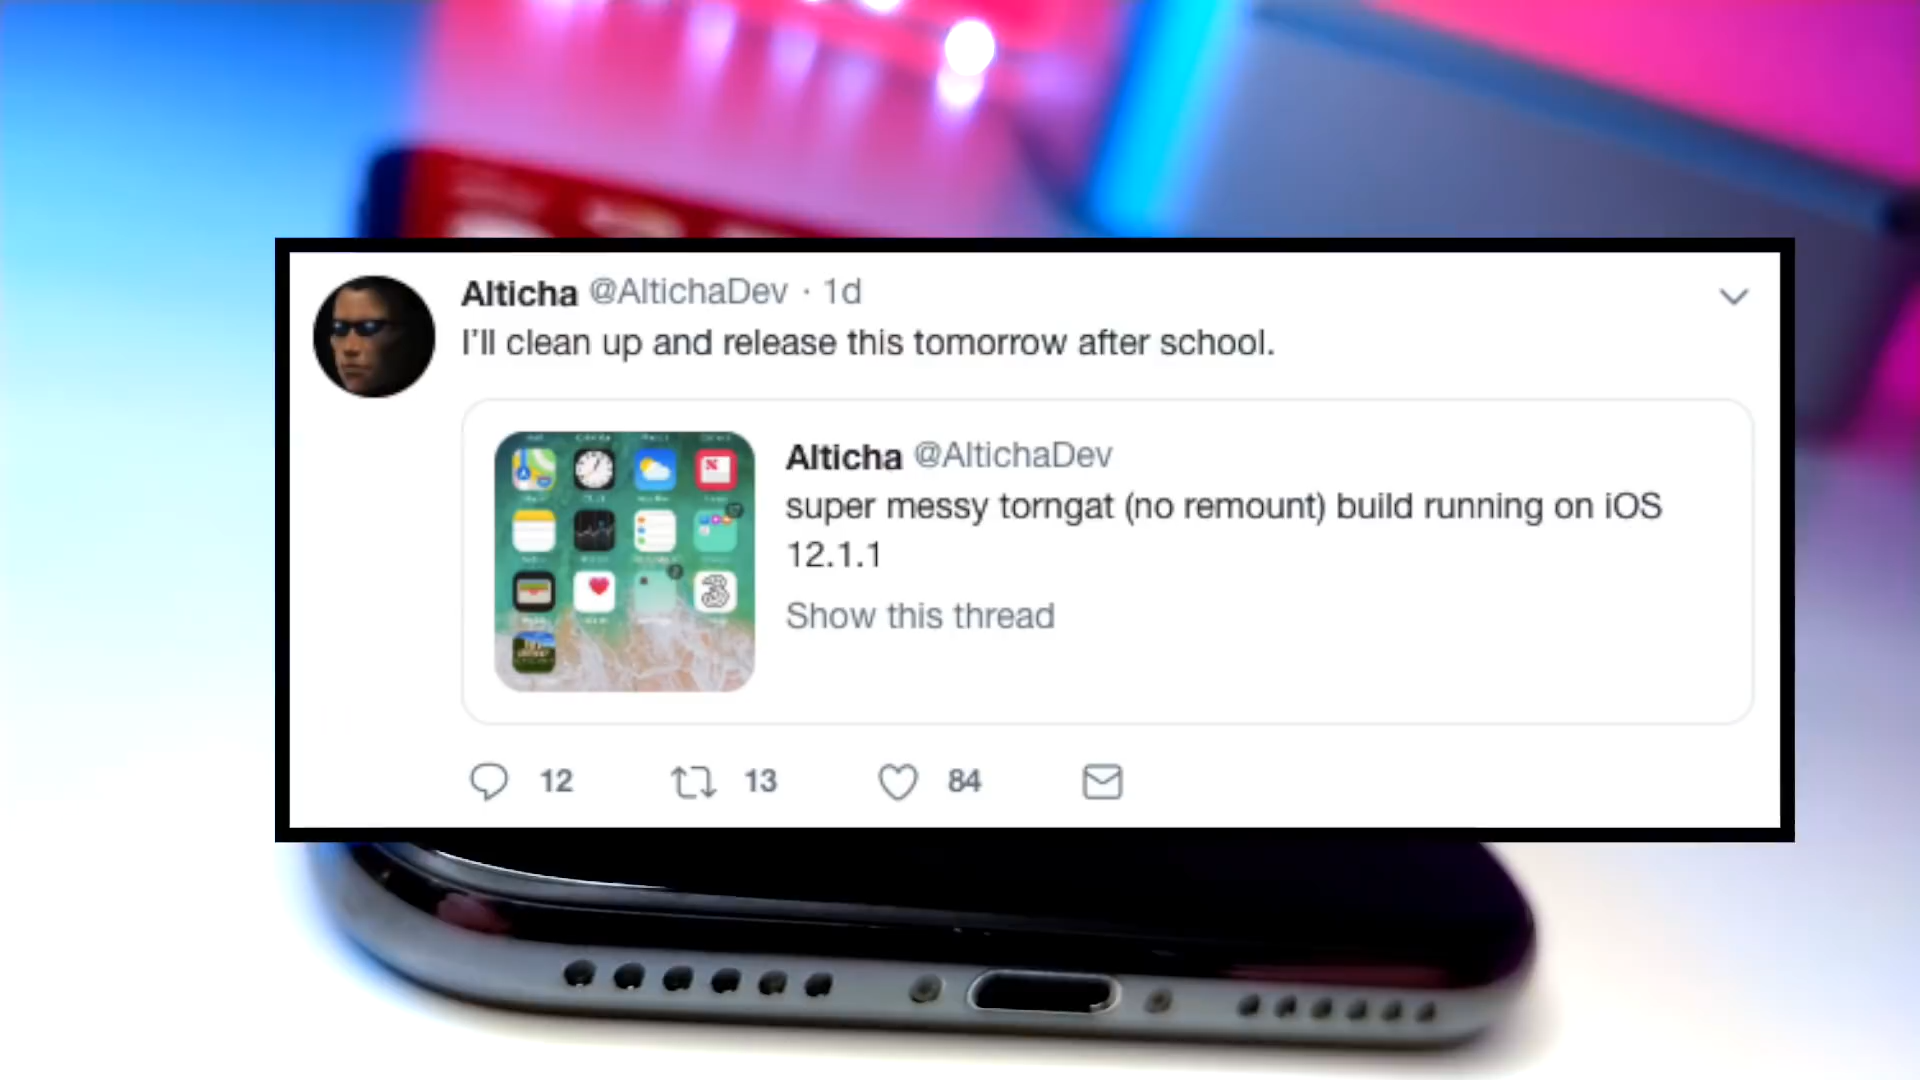 Alticha @AltichaDev · 1d
I'll clean up and release this tomorrow after school.
Alticha @AltichaDev
super messy torngat (no remount) build running on iOS
12.1.1
Show this thread
12 13 84